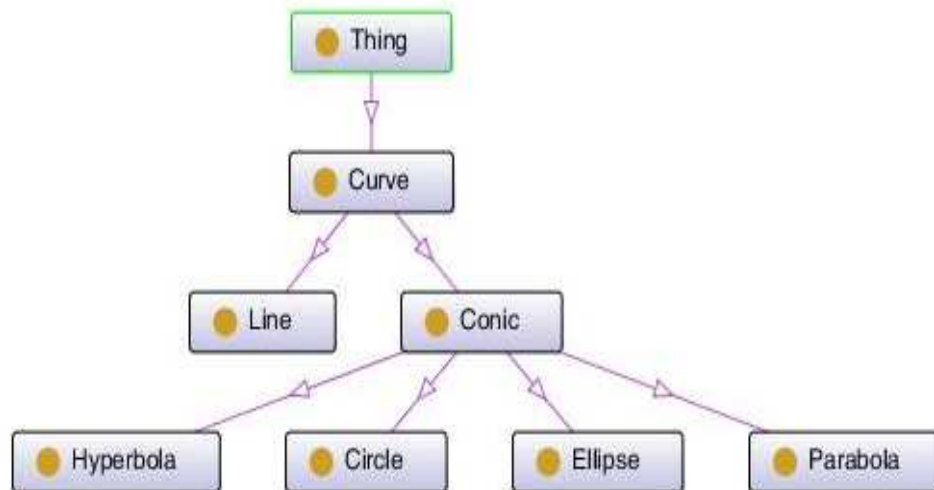 Thing
Curve
Line
Conic
Hyperbola
Circle
Ellipse
Parabola